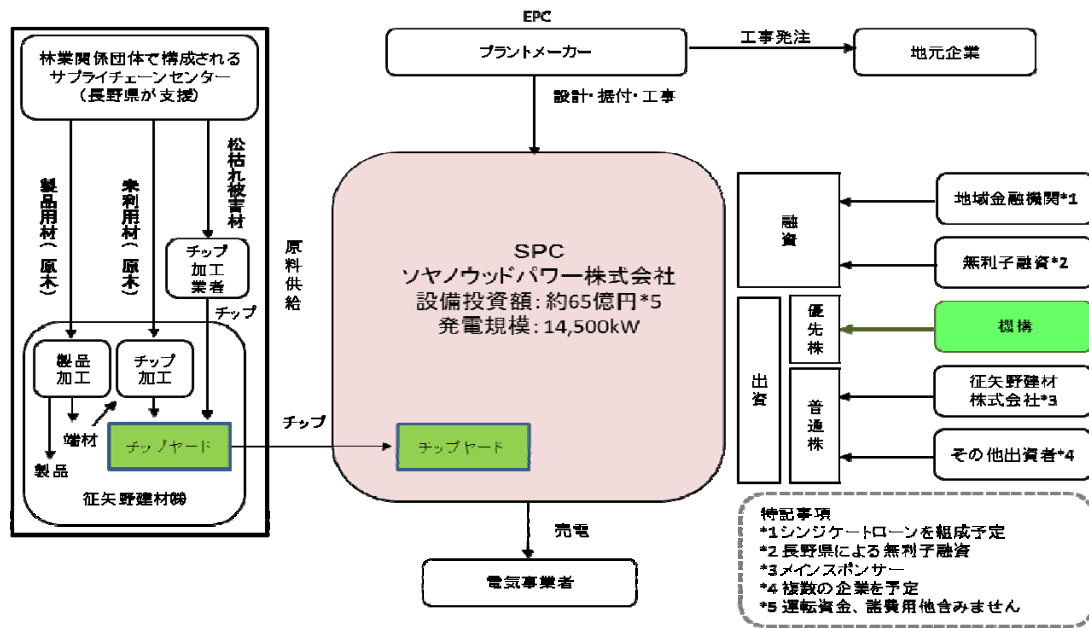 EPC
プラントメーカー
工事発注
地元企業
設計・据付・工事
林業関係団体で構成される
サプライチェーンセンター
（長野県が支援）
製品用材（原木）
未利用材（原木）
松枯れ被害材
チップ
加工
業者
チップ
原料供給
製品
加工
チップ
加工
端材
製品
チップヤード
征矢野建材㈱
チップ
SPC
ソヤノウッドパワー株式会社
設備投資額：約65億円*5
発電規模：14,500kW
チップヤード
売電
電気事業者
融資
地域金融機関*1
無利子融資*2
出資
優先株
機構
普通株
征矢野建材
株式会社*3
その他出資者*4
特記事項
*1シンジケートローンを組成予定
*2 長野県による無利子融資
*3メインスポンサー
*4 複数の企業を予定
*5 運転資金、諸費用他含みません